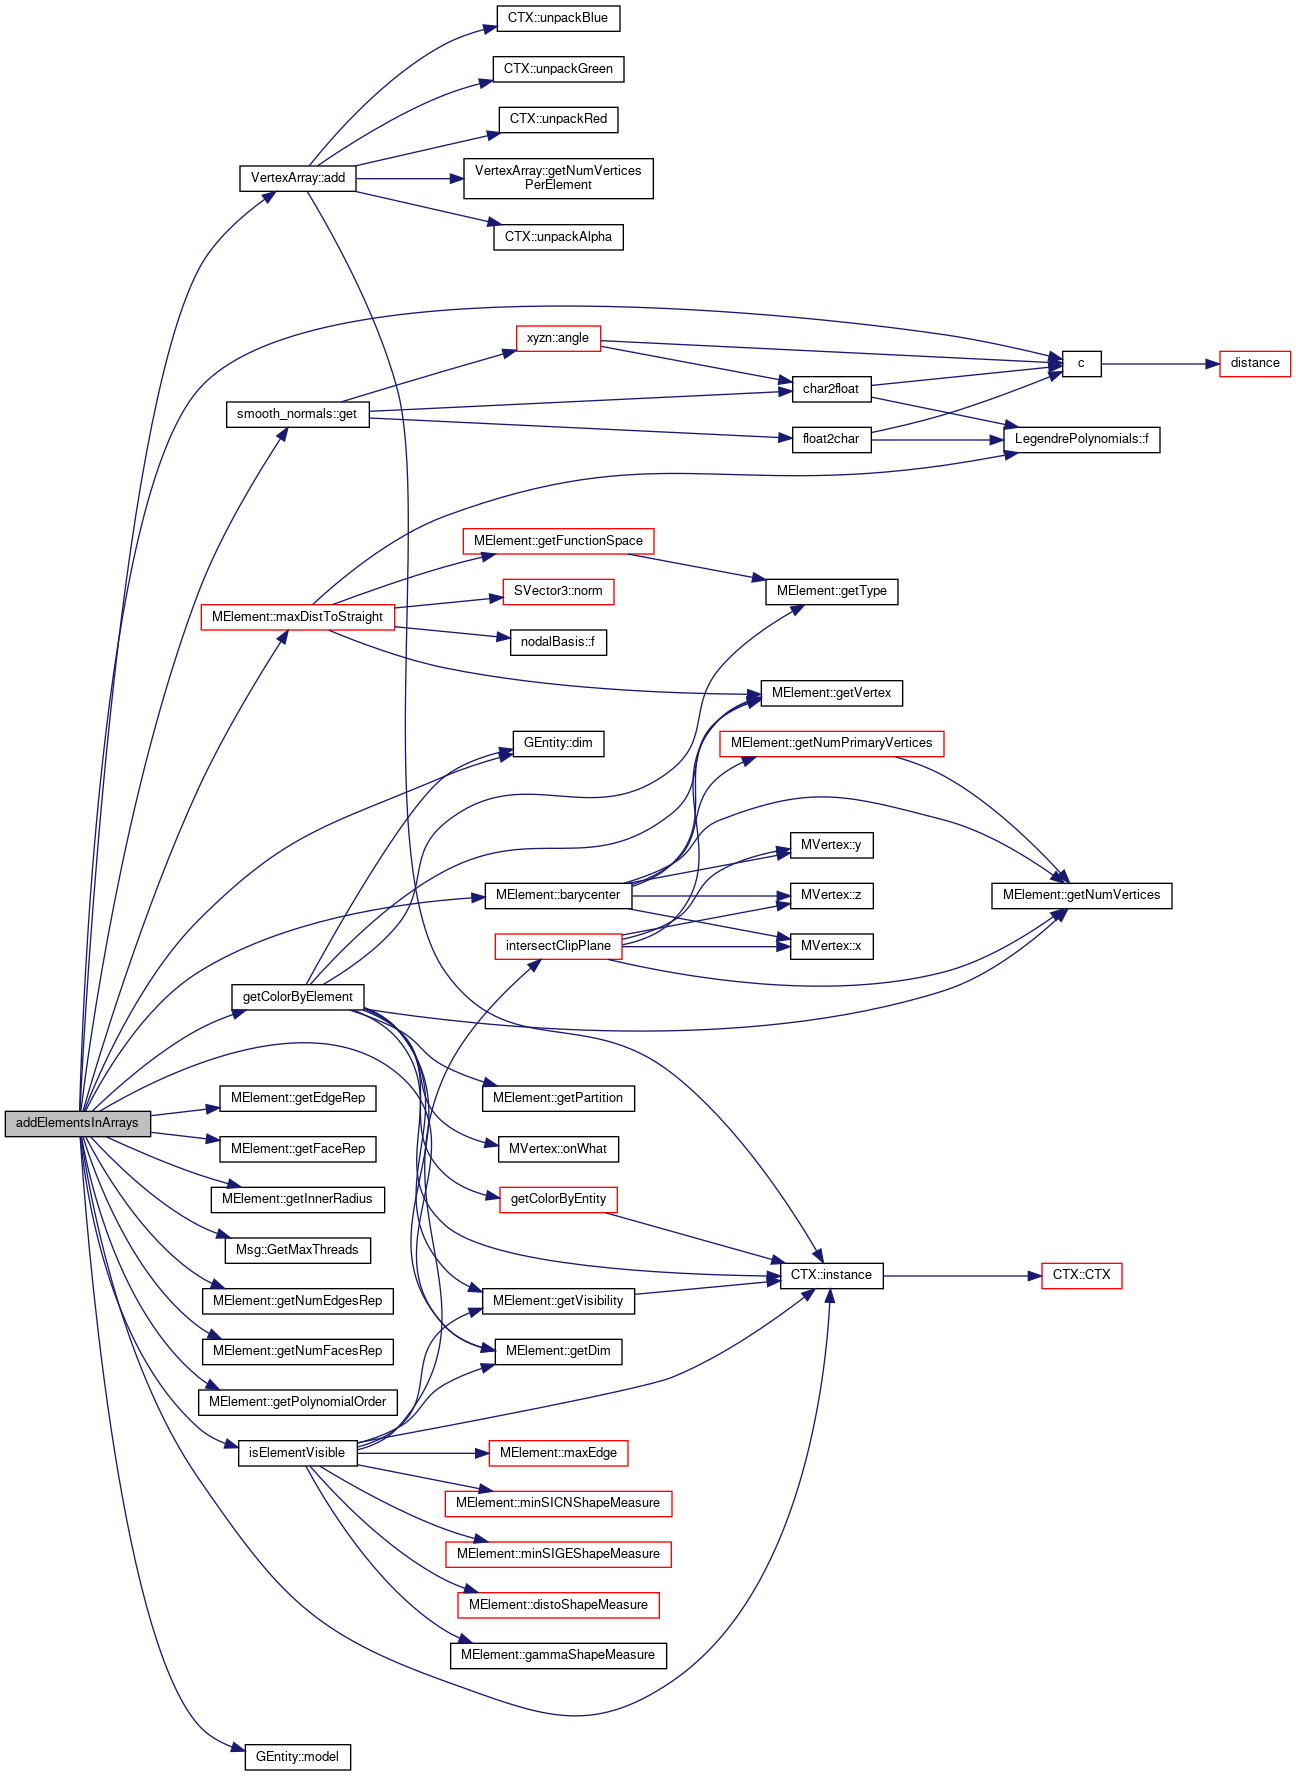 CTX::unpackBlue
CTX::unpackGreen
CTX::unpackRed
VertexArray::add
VertexArray::getNumVertices
PerElement
CTX::unpackAlpha
xyzn::angle
c
distance
char2float
smooth_normals::get
float2char
LegendrePolynomials::f
MElement::getFunctionSpace
MElement::getType
SVector3::norm
MElement::maxDistToStraight
nodalBasis::f
MElement::getVertex
GEntity::dim
MElement::getNumPrimaryVertices
MVertex::y
MElement::barycenter
MVertex::z
MElement::getNumVertices
intersectClipPlane
MVertex::x
getColorByElement
MElement::getEdgeRep
MElement::getPartition
addElementsInArrays
MElement::getFaceRep
MVertex::onWhat
MElement::getInnerRadius
getColorByEntity
Msg::GetMaxThreads
CTX::instance
CTX::CTX
MElement::getNumEdgesRep
MElement::getVisibility
MElement::getNumFacesRep
MElement::getDim
MElement::getPolynomialOrder
isElementVisible
MElement::maxEdge
MElement::minSICNShapeMeasure
MElement::minSIGEShapeMeasure
MElement::distoShapeMeasure
MElement::gammaShapeMeasure
GEntity::model